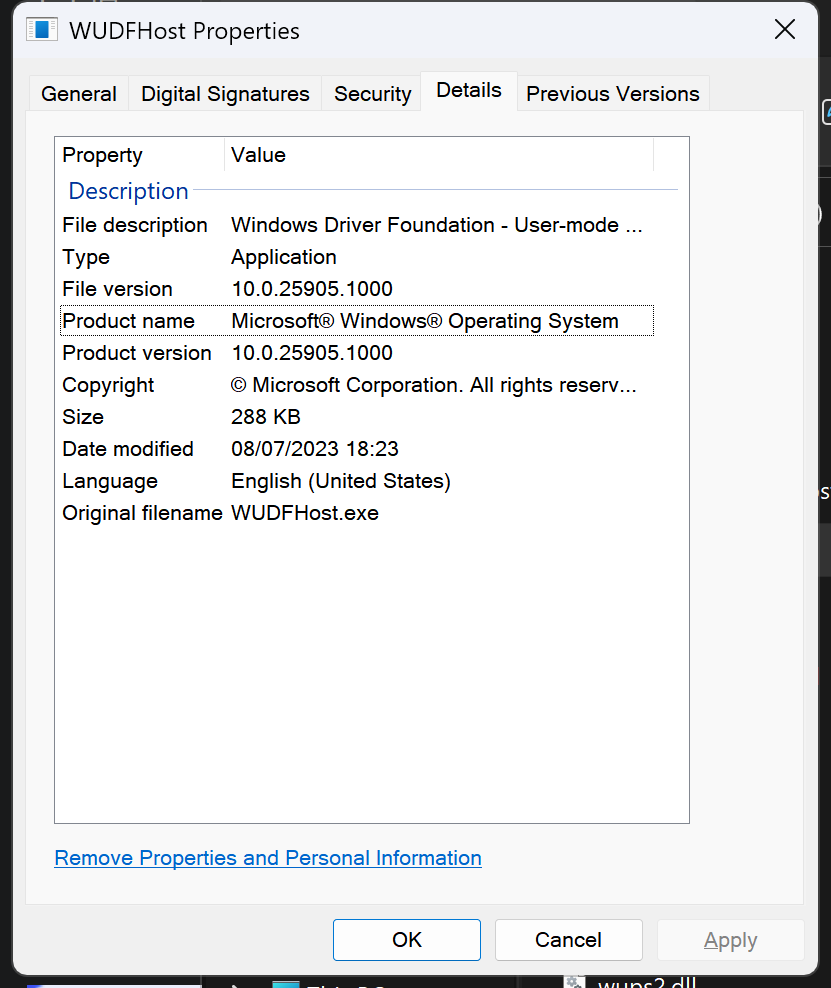 WUDFHost Properties
General Digital Signatures Security Details Previous Versions
Property Value
Description
File description Windows Driver Foundation - User-mode ...
Type Application
File version 10.0.25905.1000
Product name Microsoft® Windows® Operating System
Product version 10.0.25905.1000
Copyright © Microsoft Corporation. All rights reserv...
Size 288 KB
Date modified 08/07/2023 18:23
Language English (United States)
Original filename WUDFHost.exe
Remove Properties and Personal Information
OK Cancel Apply
wups2.dll